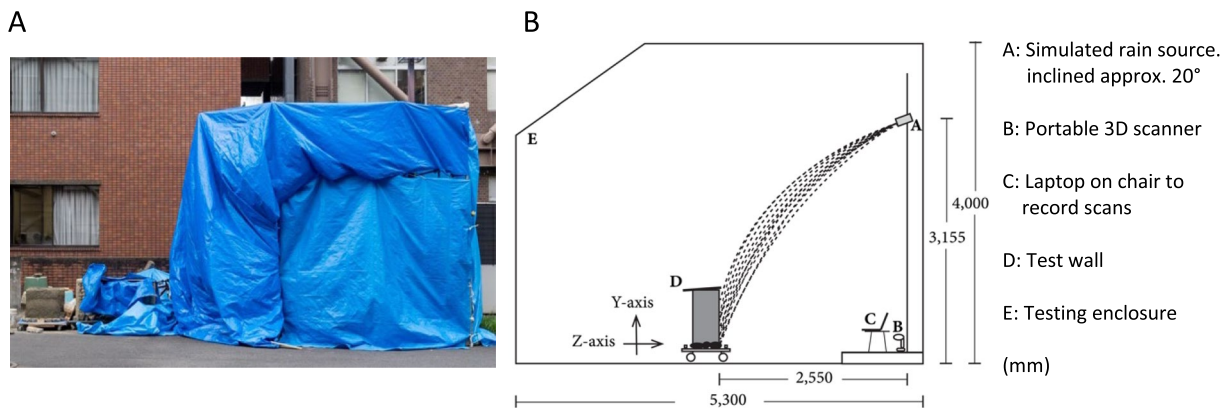 A
B
A: Simulated rain source.
inclined approx. 20°
B: Portable 3D scanner
C: Laptop on chair to
record scans
D: Test wall
E: Testing enclosure
(mm)
E
A
4,000
3,155
D
Y-axis
Z-axis
C
B
2,550
5,300